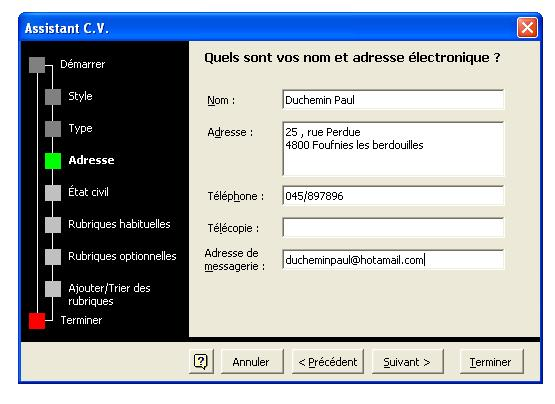 Assistant C.V.
Démarrer
Style
Type
Adresse
État civil
Rubriques habituelles
Rubriques optionnelles
Ajouter/Trier des
rubriques
Terminer
Quels sont vos nom et adresse électronique ?
Nom :
Duchemin Paul
Adresse :
25 , rue Perdue
4800 Foufnies les berdouilles
Téléphone :
045/897896
Télécopie :
Adresse de
messagerie :
ducheminpaul@hotamail.com
?
Annuler
< Précédent
Suivant >
Terminer